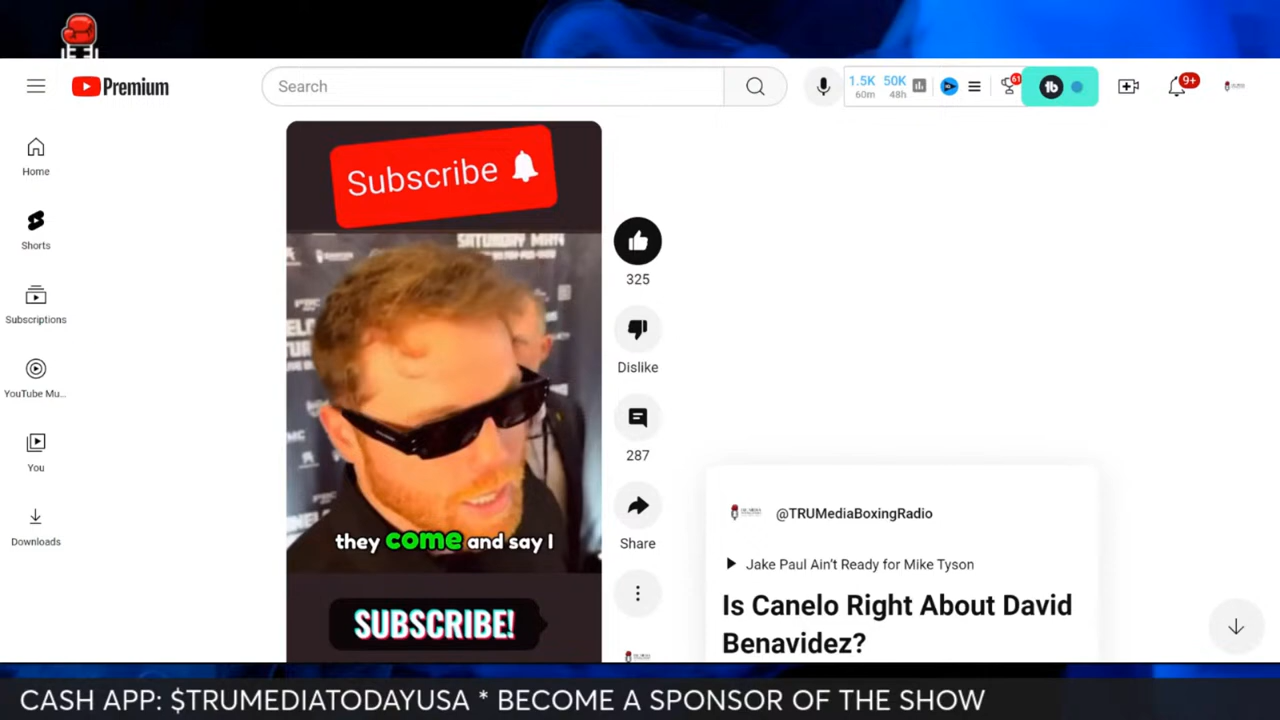 Premium
Search
1.5K 50K
60m 48h
61
9+
Home
Shorts
Subscriptions
YouTube Mu...
You
Downloads
Subscribe
SATURDAY
they come and say I
SUBSCRIBE!
325
Dislike
287
Share
@TRUMediaBoxingRadio
Jake Paul Ain't Ready for Mike Tyson
Is Canelo Right About David
Benavidez?
CASH APP: $TRUMEDIATODAYUSA * BECOME A SPONSOR OF THE SHOW